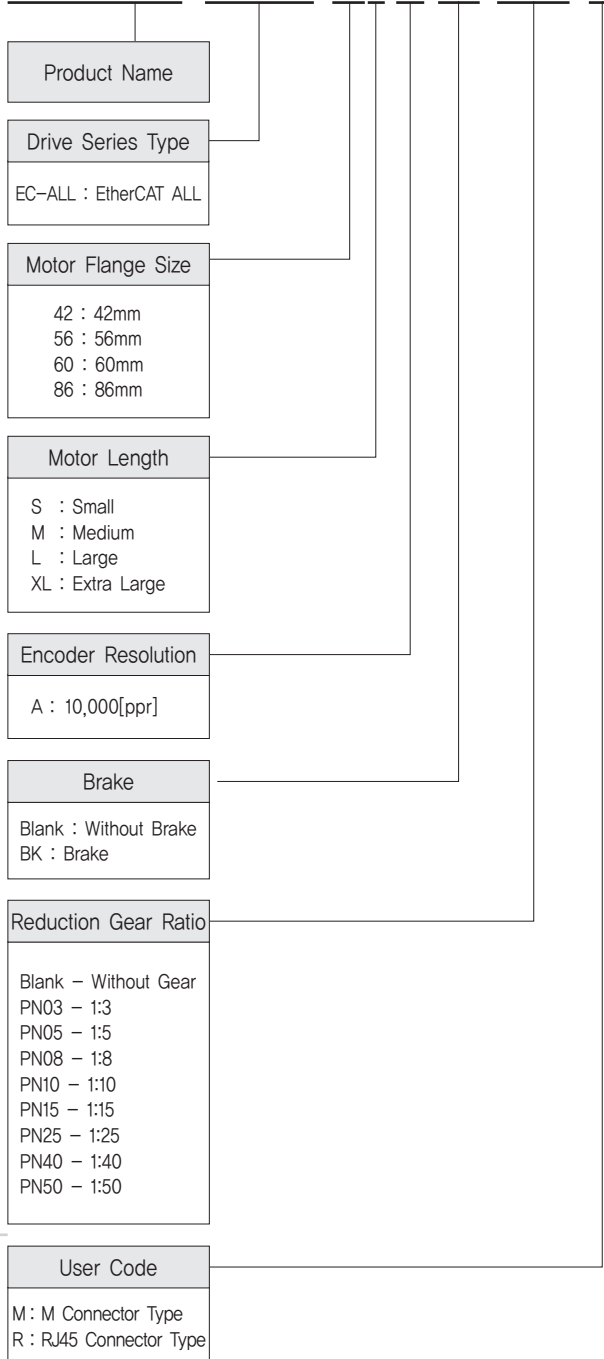 Product Name
Drive Series Type
EC-ALL : EtherCAT ALL
Motor Flange Size
42 : 42mm
56 : 56mm
60 : 60mm
86 : 86mm
Motor Length
S : Small
M : Medium
L : Large
XL : Extra Large
Encoder Resolution
A : 10,000[ppr]
Brake
Blank : Without Brake
BK : Brake
Reduction Gear Ratio
Blank - Without Gear
PN03 - 1:3
PN05 - 1:5
PN08 - 1:8
PN10 - 1:10
PN15 - 1:15
PN25 - 1:25
PN40 - 1:40
PN50 - 1:50
User Code
M : M Connector Type
R : RJ45 Connector Type